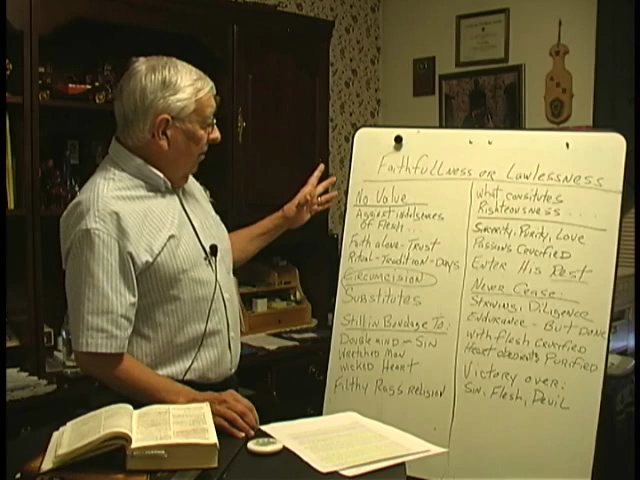 Faithfullness or Lawlessness
No Value
Against indulgences
of Flesh...
Faith alone - Trust
Ritual - Tradition - Days
Circumcision
Substitutes
Still in Bondage To:
Double mind - Sin
Wretched Man
Wicked Heart
Filthy Rags Religion
What constitutes
Righteousness....
Sincerity, Purity, Love
Passions Crucified
Enter His Rest
Never Cease:
Striving, Diligence
Endurance - But Done
with flesh crucified
Heart obedients Purified
Victory over:
Sin, Flesh, Devil